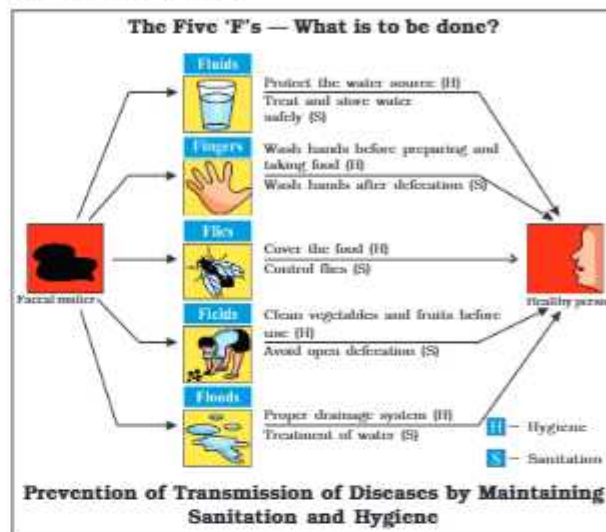 The Five 'F's — What is to be done?
Fluids
Protect the water source (H)
Treat and store water
safely (S)
Fingers
Wash hands before preparing and
taking food (H)
Wash hands after defecation (S)
Flies
Cover the food (H)
Control flies (S)
Faecal matter
Healthy person
Fields
Clean vegetables and fruits before
use (H)
Avoid open defecation (S)
Floods
Proper drainage system (H)
Treatment of water (S)
H – Hygiene
S – Sanitation
Prevention of Transmission of Diseases by Maintaining
Sanitation and Hygiene